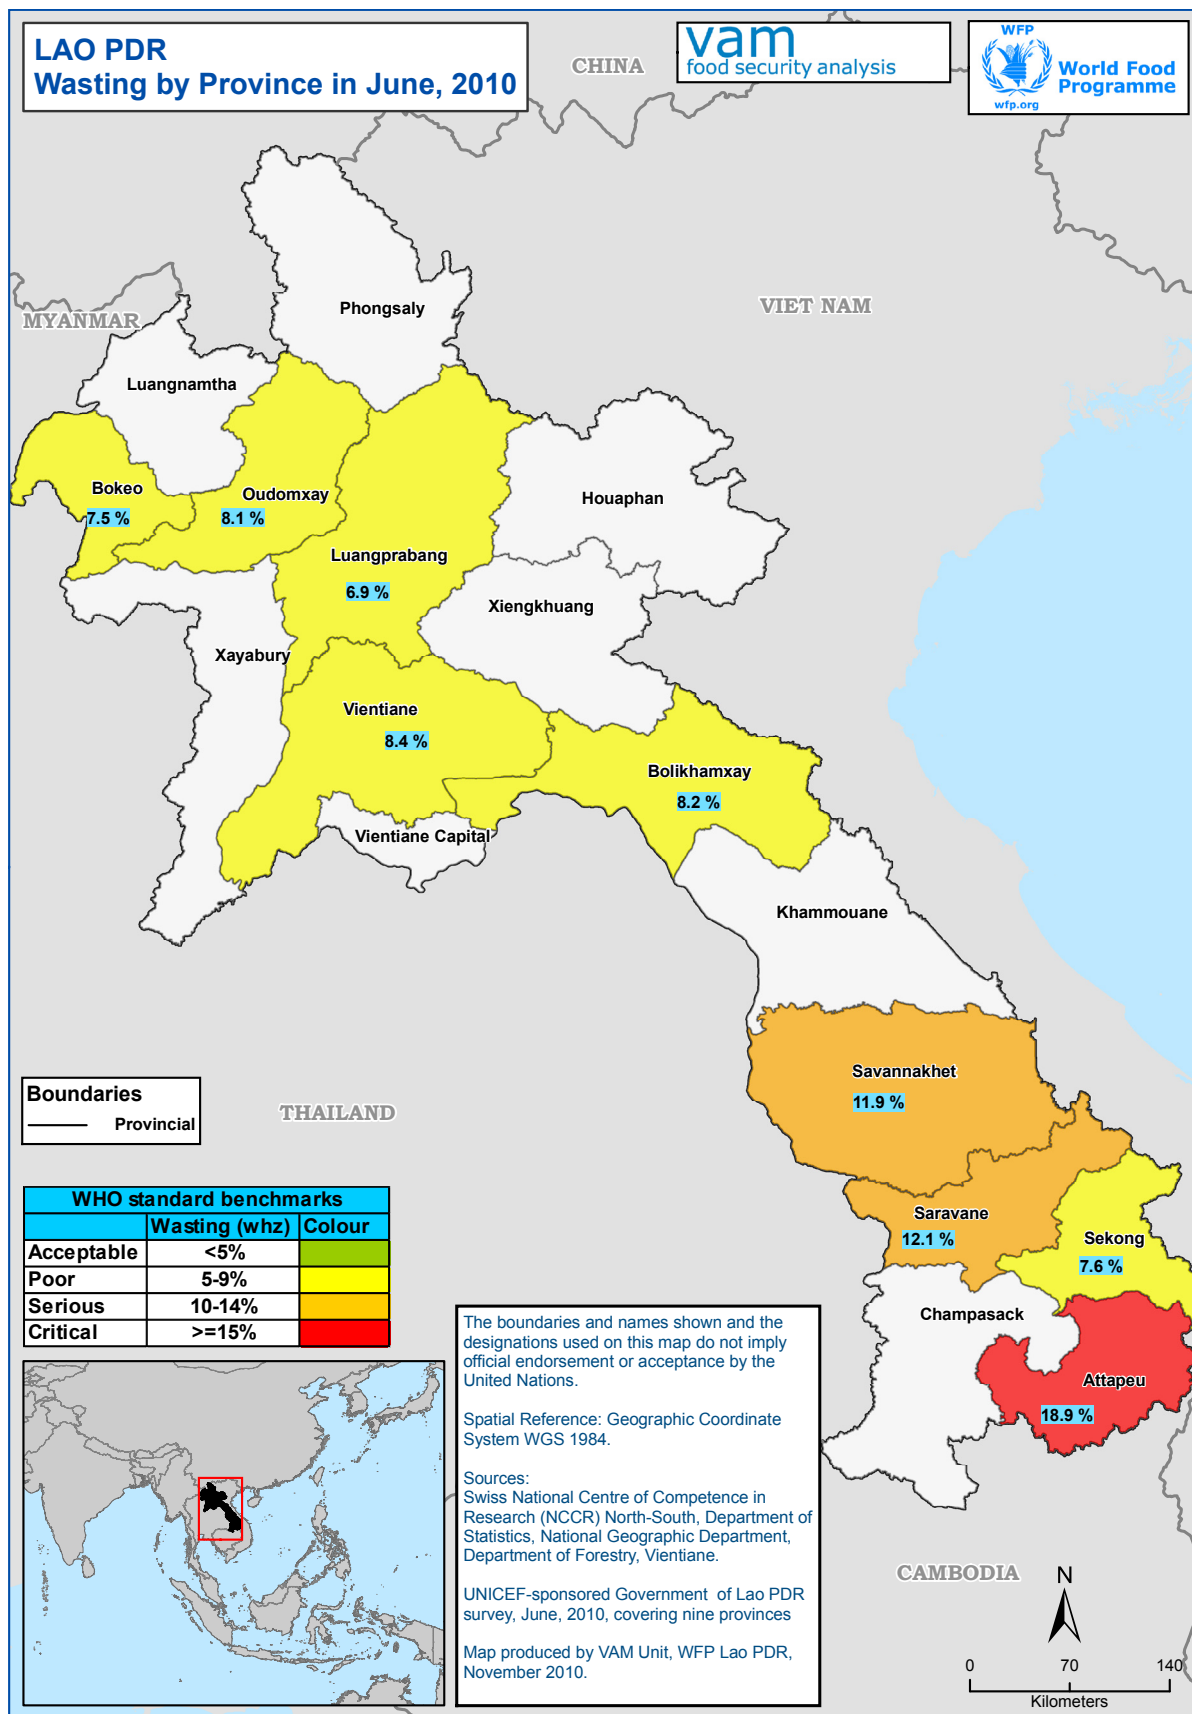 LAO PDR
Wasting by Province in June, 2010
vam
food security analysis
WFP
wfp.org
World Food
Programme
CHINA
MYANMAR
VIET NAM
Phongsaly
Luangnamtha
Bokeo
7.5 %
Oudomxay
8.1 %
Houaphan
Luangprabang
6.9 %
Xiengkhuang
Xayabury
Vientiane
8.4 %
Bolikhamxay
8.2 %
Vientiane Capital
Khammouane
Savannakhet
11.9 %
THAILAND
Saravane
12.1 %
Sekong
7.6 %
Champasack
Attapeu
18.9 %
CAMBODIA
Boundaries
Provincial
WHO standard benchmarks
Wasting (whz) Colour
Acceptable <5%
Poor 5-9%
Serious 10-14%
Critical >=15%
The boundaries and names shown and the
designations used on this map do not imply
official endorsement or acceptance by the
United Nations.
Spatial Reference: Geographic Coordinate
System WGS 1984.
Sources:
Swiss National Centre of Competence in
Research (NCCR) North-South, Department of
Statistics, National Geographic Department,
Department of Forestry, Vientiane.
UNICEF-sponsored Government of Lao PDR
survey, June, 2010, covering nine provinces
Map produced by VAM Unit, WFP Lao PDR,
November 2010.
N
0 70 140
Kilometers